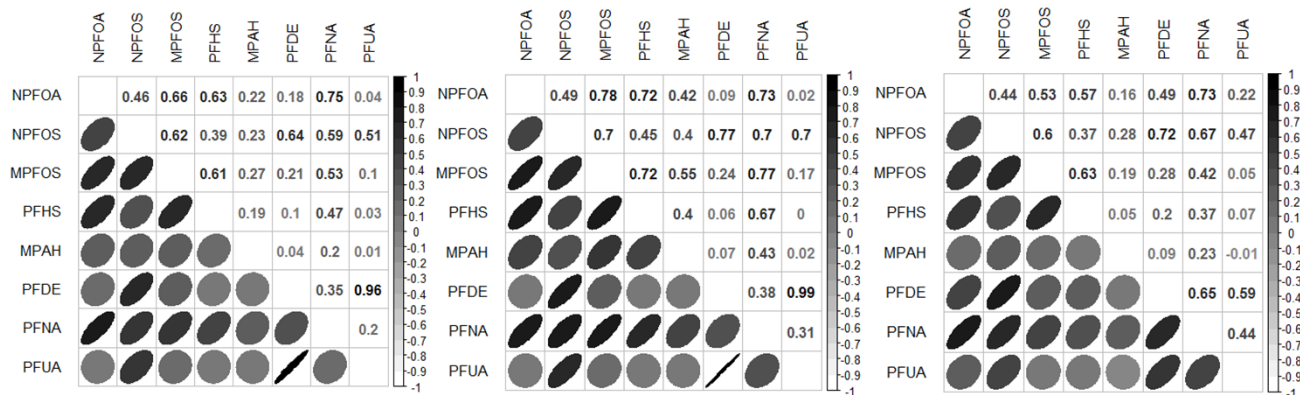 NPFOA NPFOS MPFOS PFHS MPAH PFDE PFNA PFUA
NPFOA 0.46 0.66 0.63 0.22 0.18 0.75 0.04
NPFOS 0.62 0.39 0.23 0.64 0.59 0.51
MPFOS 0.61 0.27 0.21 0.53 0.1
PFHS 0.19 0.1 0.47 0.03
MPAH 0.04 0.2 0.01
PFDE 0.35 0.96
PFNA 0.2
PFUA
1
0.9
0.8
0.7
0.6
0.5
0.4
0.3
0.2
0.1
0
-0.1
-0.2
-0.3
-0.4
-0.5
-0.6
-0.7
-0.8
-0.9
-1
NPFOA NPFOS MPFOS PFHS MPAH PFDE PFNA PFUA
NPFOA 0.49 0.78 0.72 0.42 0.09 0.73 0.02
NPFOS 0.7 0.45 0.4 0.77 0.7 0.7
MPFOS 0.72 0.55 0.24 0.77 0.17
PFHS 0.4 0.06 0.67 0
MPAH 0.07 0.43 0.02
PFDE 0.38 0.99
PFNA 0.31
PFUA
1
0.9
0.8
0.7
0.6
0.5
0.4
0.3
0.2
0.1
0
-0.1
-0.2
-0.3
-0.4
-0.5
-0.6
-0.7
-0.8
-0.9
-1
NPFOA NPFOS MPFOS PFHS MPAH PFDE PFNA PFUA
NPFOA 0.44 0.53 0.57 0.16 0.49 0.73 0.22
NPFOS 0.6 0.37 0.28 0.72 0.67 0.47
MPFOS 0.63 0.19 0.28 0.42 0.05
PFHS 0.05 0.2 0.37 0.07
MPAH 0.09 0.23 -0.01
PFDE 0.65 0.59
PFNA 0.44
PFUA
1
0.9
0.8
0.7
0.6
0.5
0.4
0.3
0.2
0.1
0
-0.1
-0.2
-0.3
-0.4
-0.5
-0.6
-0.7
-0.8
-0.9
-1